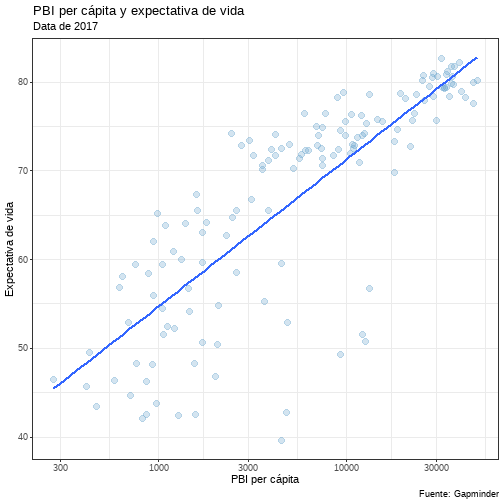 PBI per cápita y expectativa de vida
Data de 2017
Expectativa de vida
80
70
60
50
40
300
1000
3000
10000
30000
PBI per cápita
Fuente: Gapminder